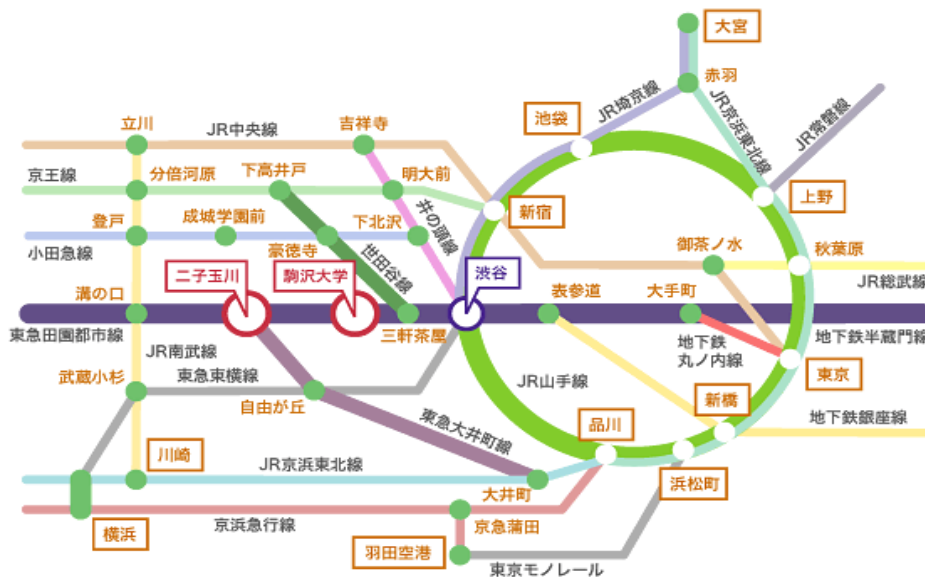 大宮
赤羽
JR埼京線
JR京浜東北線
JR常磐線
池袋
立川
JR中央線
吉祥寺
京王線
分倍河原
下高井戸
明大前
井の頭線
新宿
上野
登戸
成城学園前
下北沢
小田急線
豪徳寺
世田谷線
御茶ノ水
秋葉原
JR総武線
二子玉川
駒沢大学
渋谷
溝の口
表参道
大手町
東急田園都市線
三軒茶屋
地下鉄半蔵門線
JR南武線
地下鉄
丸ノ内線
武蔵小杉
東急東横線
JR山手線
東京
自由が丘
新橋
東急大井町線
品川
地下鉄銀座線
川崎
JR京浜東北線
大井町
浜松町
横浜
京浜急行線
京急蒲田
羽田空港
東京モノレール